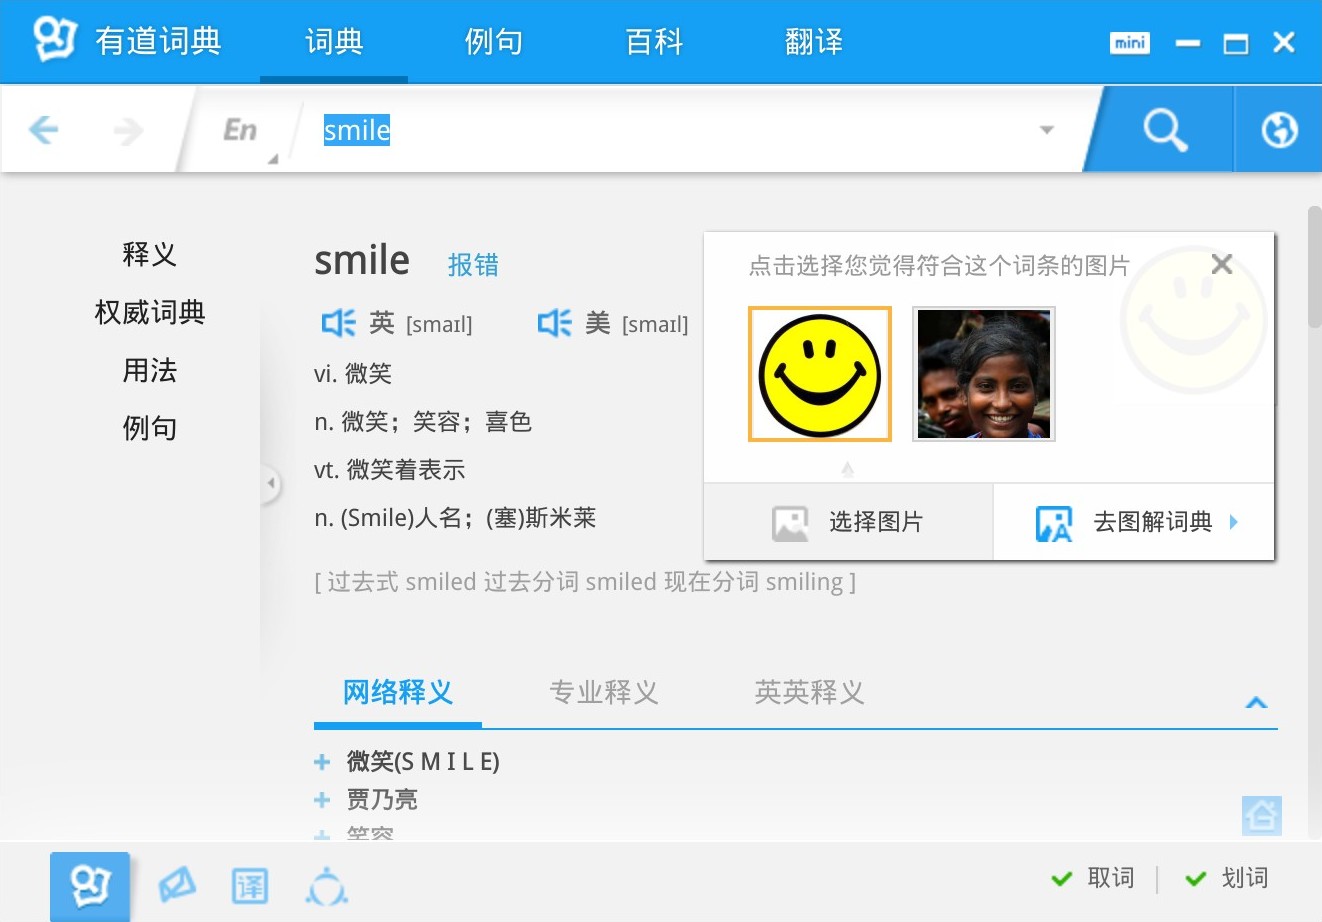 有道词典 词典 例句 百科 翻译 mini
En smile
释义
权威词典
用法
例句
smile 报错
英 [smaɪl] 美 [smaɪl]
vi. 微笑
n. 微笑；笑容；喜色
vt. 微笑着表示
n. (Smile)人名；(塞)斯米莱
[ 过去式 smiled 过去分词 smiled 现在分词 smiling ]
点击选择您觉得符合这个词条的图片
选择图片 去图解词典
网络释义 专业释义 英英释义
微笑(S M I L E)
贾乃亮
笑容
译 取词 划词